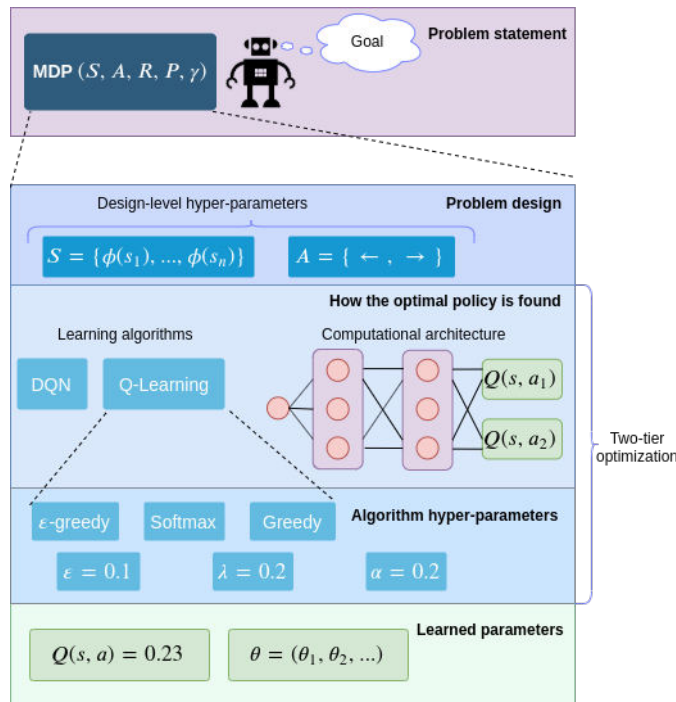 Problem statement
Goal
MDP (S, A, R, P, γ)
Design-level hyper-parameters
Problem design
S = {ϕ(s₁), ..., ϕ(sₙ)}
A = { ← , → }
How the optimal policy is found
Learning algorithms
Computational architecture
DQN
Q-Learning
Q(s, a₁)
Q(s, a₂)
Two-tier
optimization
Algorithm hyper-parameters
ε-greedy
Softmax
Greedy
ε = 0.1
λ = 0.2
α = 0.2
Learned parameters
Q(s, a) = 0.23
θ = (θ₁, θ₂, ...)